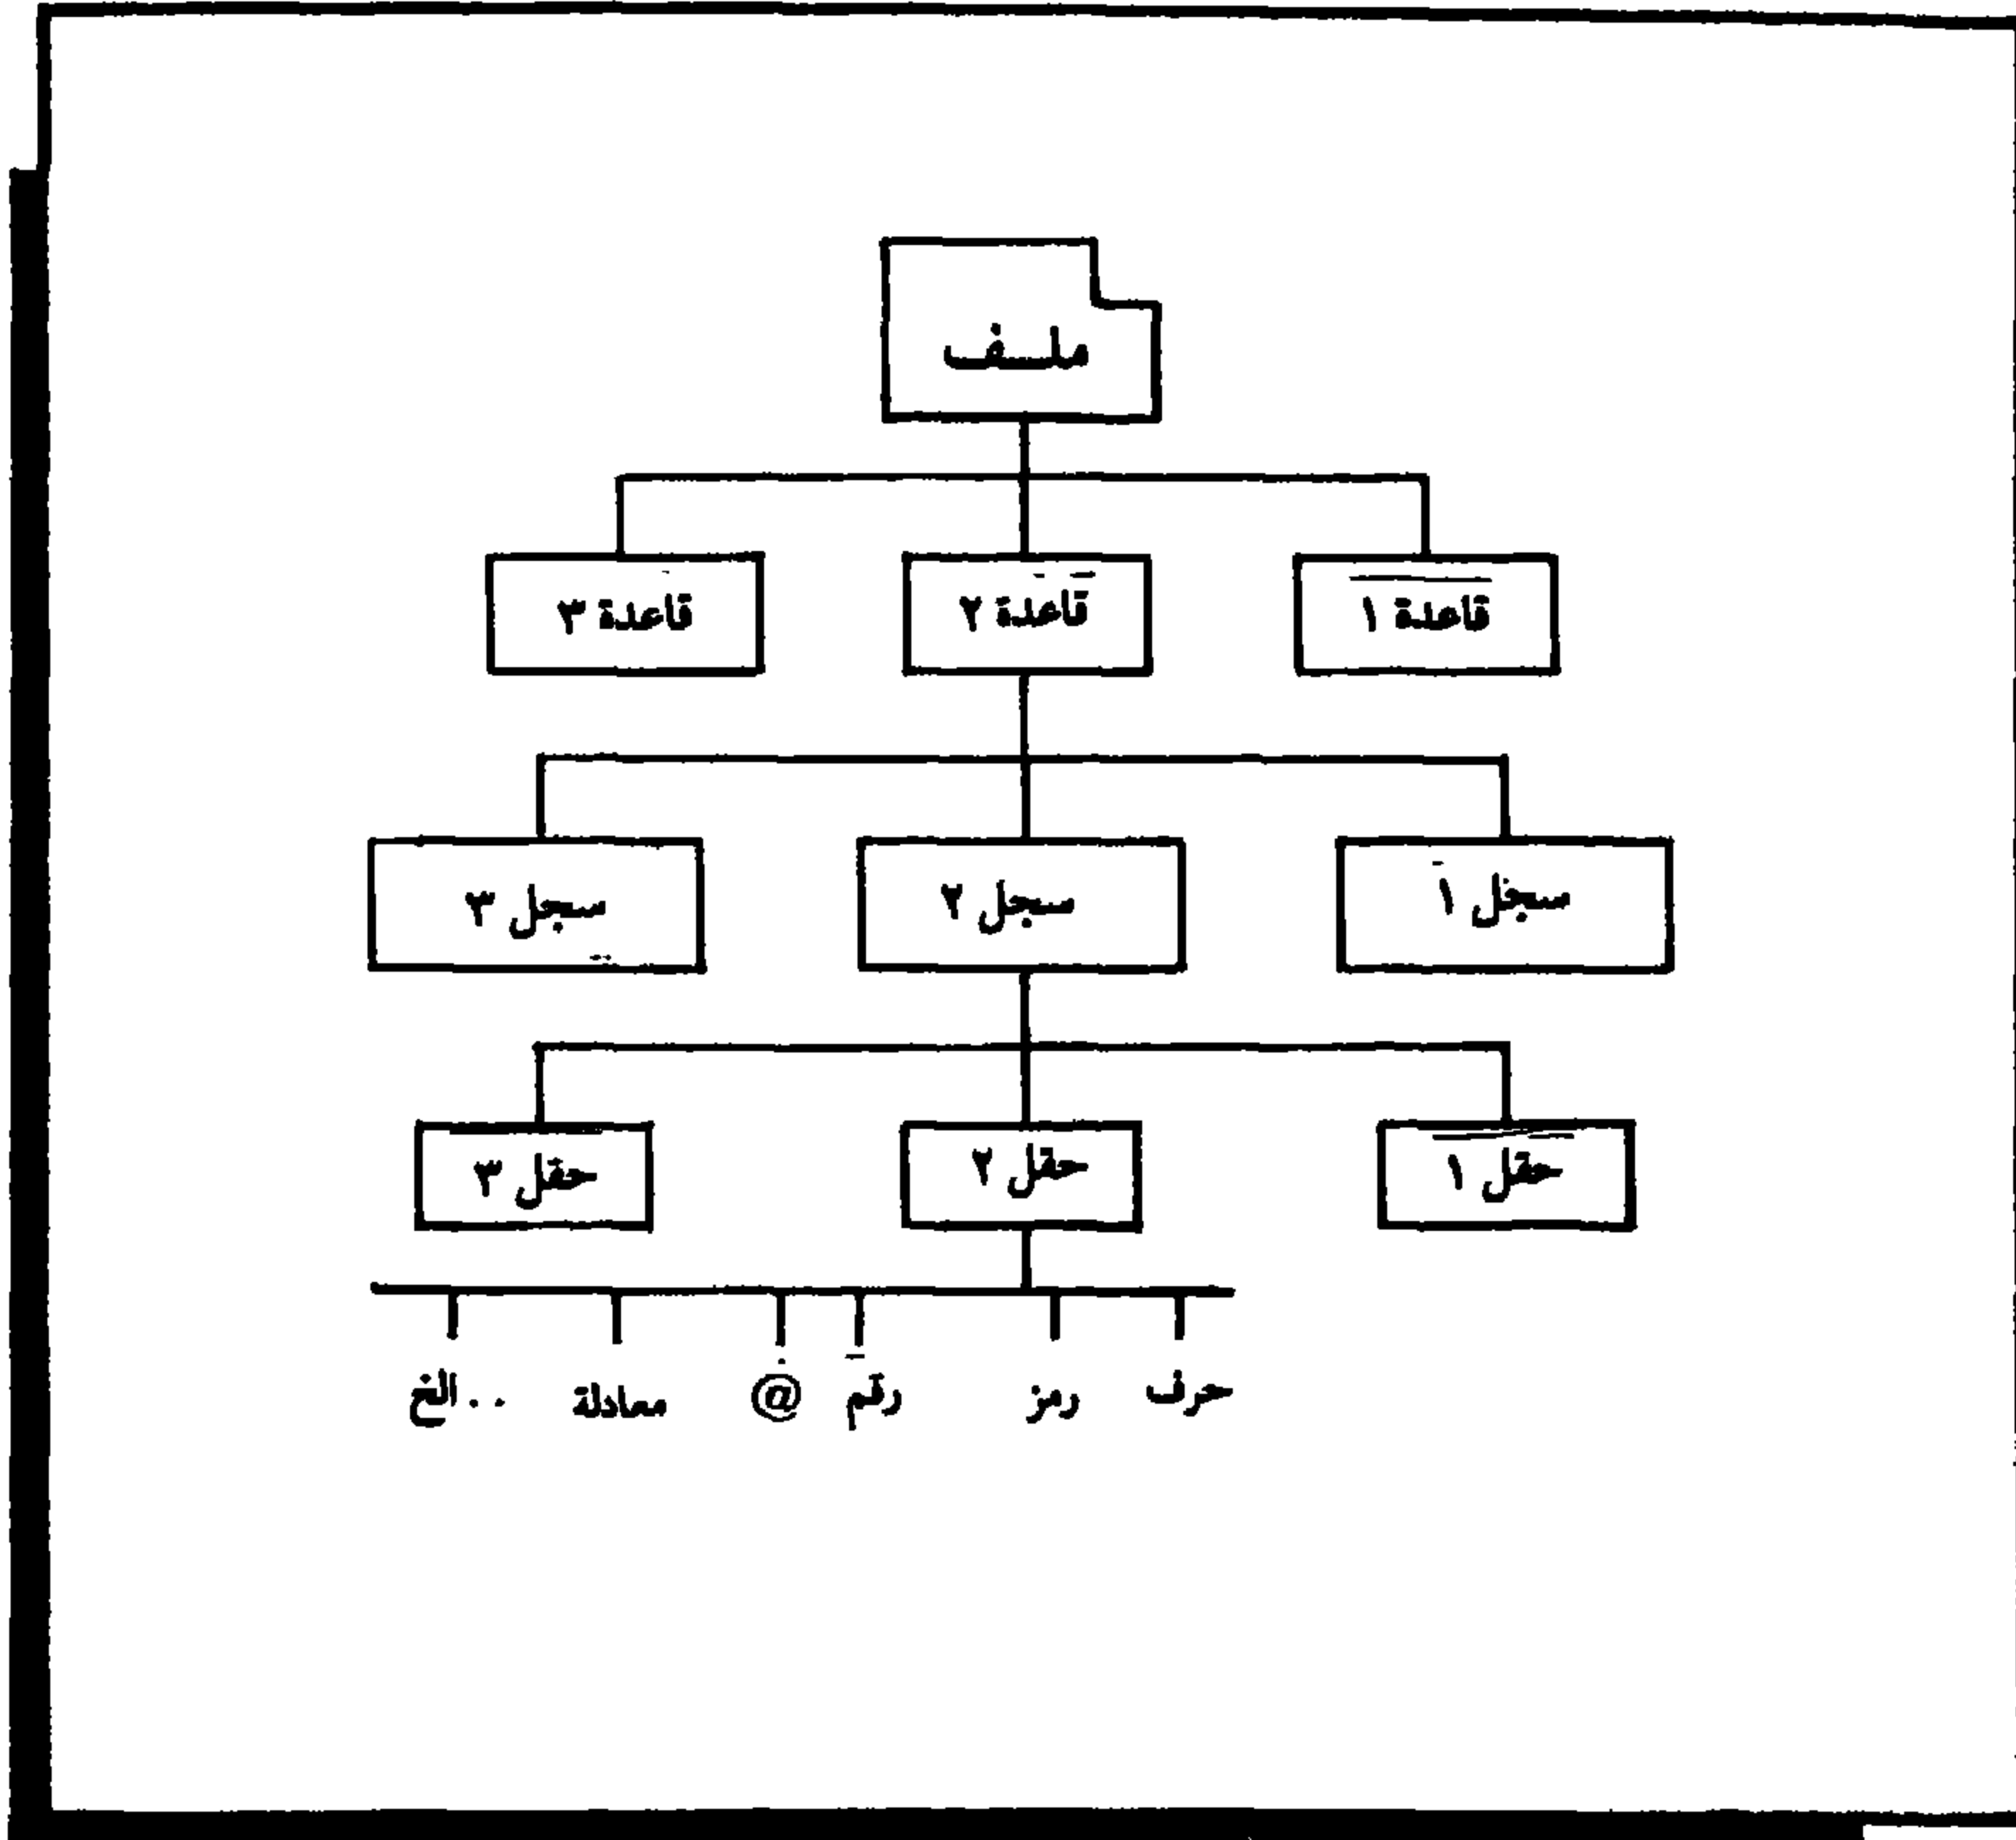 ملف
قاعدة ١ قاعدة ٢ قاعدة ٣
سجل ١ سجل ٢ سجل ٣
حقل ١ حقل ٢ حقل ٣
حرف رمز رقم @ معادلة ..الخ